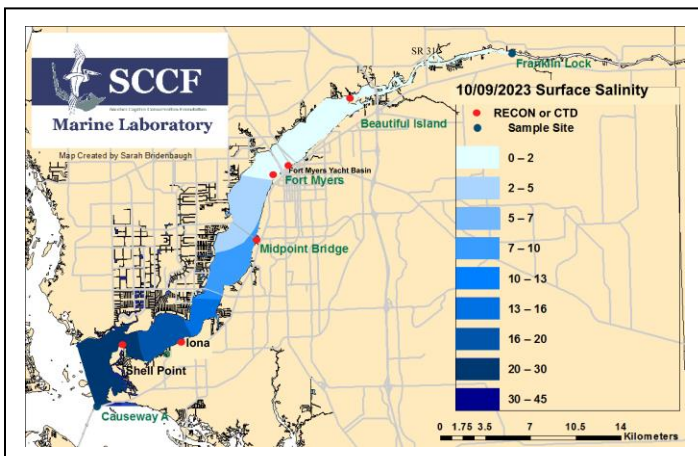 SCCF
Sanibel-Captiva Conservation Foundation
Marine Laboratory
Map Created by Sarah Bridenbaugh
I-75
SR 31
Franklin Lock
Beautiful Island
Fort Myers Yacht Basin
Fort Myers
Midpoint Bridge
Iona
Shell Point
Causeway A
10/09/2023 Surface Salinity
RECON or CTD
Sample Site
0 – 2
2 – 5
5 – 7
7 – 10
10 – 13
13 – 16
16 – 20
20 – 30
30 – 45
0 1.75 3.5 7 10.5 14
Kilometers